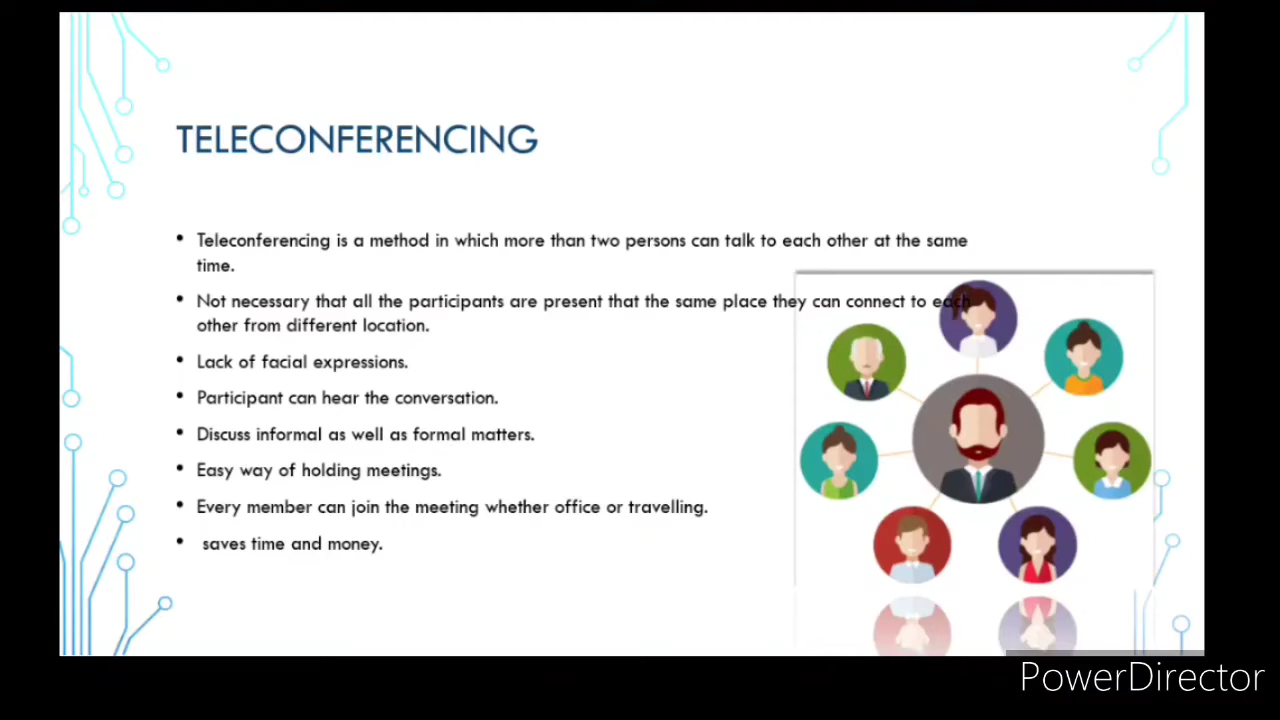 TELECONFERENCING
• Teleconferencing is a method in which more than two persons can talk to each other at the same
time.
• Not necessary that all the participants are present that the same place they can connect to each
other from different location.
• Lack of facial expressions.
• Participant can hear the conversation.
• Discuss informal as well as formal matters.
• Easy way of holding meetings.
• Every member can join the meeting whether office or travelling.
• saves time and money.
PowerDirector